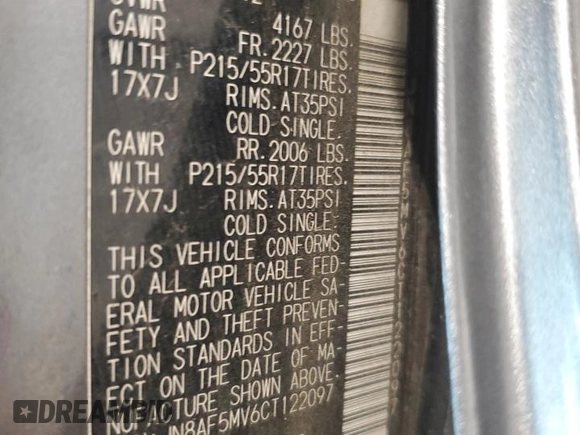 GVWR 4167 LBS.
GAWR FR. 2227 LBS.
WITH P215/55R17TIRES.
17X7J RIMS. AT35PSI
COLD SINGLE.
GAWR RR. 2006 LBS.
WITH P215/55R17TIRES.
17X7J RIMS. AT35PSI
COLD SINGLE.
THIS VEHICLE CONFORMS
TO ALL APPLICABLE FED-
ERAL MOTOR VEHICLE SA-
FETY AND THEFT PREVEN-
TION STANDARDS IN EFF-
ECT ON THE DATE OF MA-
NUFACTURE SHOWN ABOVE.
JN8AF5MV6CT122097
DREAMBID